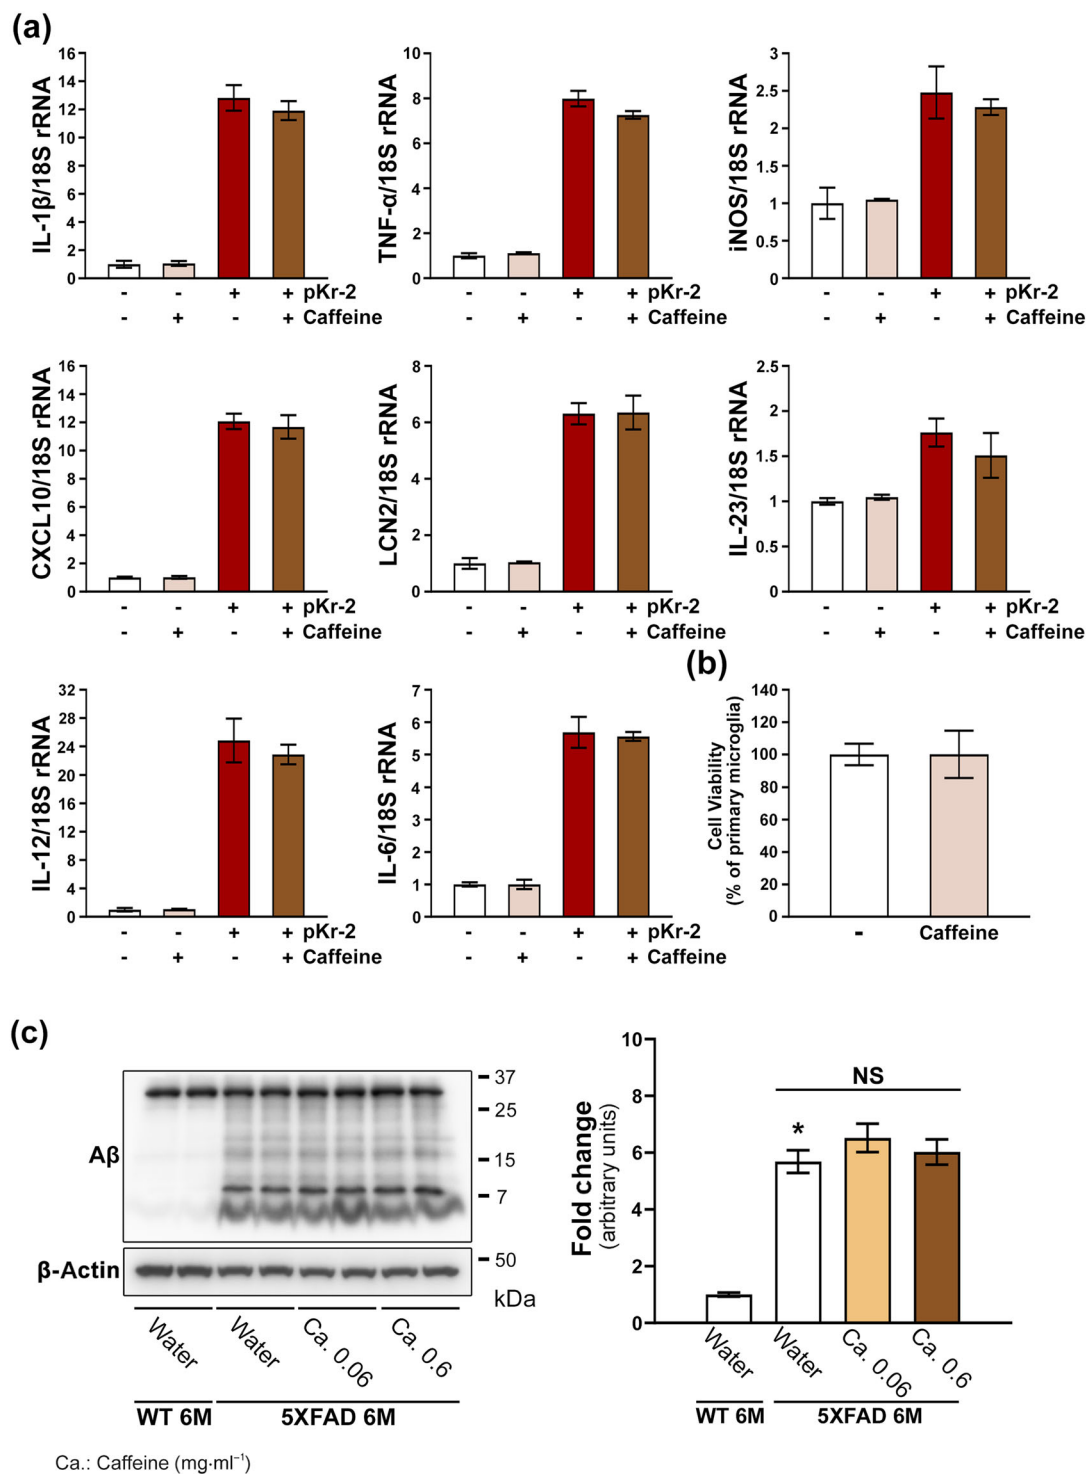 (a)
IL-1β/18S rRNA
16
14
12
10
8
6
4
2
0
- - + + pKr-2
- + - + Caffeine
TNF-α/18S rRNA
10
8
6
4
2
0
- - + + pKr-2
- + - + Caffeine
iNOS/18S rRNA
3
2.5
2
1.5
1
0.5
0
- - + + pKr-2
- + - + Caffeine
CXCL10/18S rRNA
16
14
12
10
8
6
4
2
0
- - + + pKr-2
- + - + Caffeine
LCN2/18S rRNA
8
6
4
2
0
- - + + pKr-2
- + - + Caffeine
IL-23/18S rRNA
2.5
2
1.5
1
0.5
0
- - + + pKr-2
- + - + Caffeine
IL-12/18S rRNA
32
28
24
20
16
12
8
4
0
- - + + pKr-2
- + - + Caffeine
IL-6/18S rRNA
7
6
5
4
3
2
1
0
- - + + pKr-2
- + - + Caffeine
(b)
Cell Viability
(% of primary microglia)
140
120
100
80
60
40
20
0
- Caffeine
(c)
Aβ
37
25
15
7
β-Actin
50
kDa
Water Water Ca. 0.06 Ca. 0.6
WT 6M 5XFAD 6M
Fold change
(arbitrary units)
10
8
6
4
2
0
NS
*
Water Water Ca. 0.06 Ca. 0.6
WT 6M 5XFAD 6M
Ca.: Caffeine (mg·ml⁻¹)